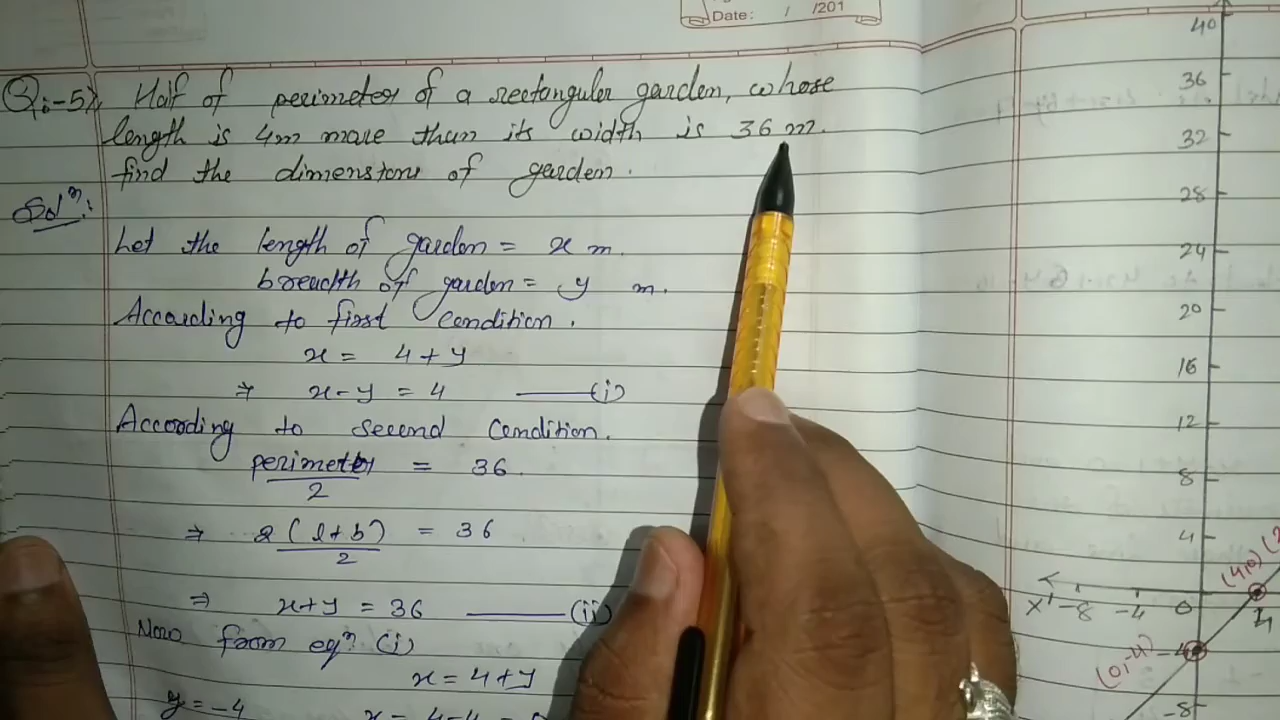 Date: / /201
Q:-5% Half of perimeter of a rectangular garden, whose
length is 4m more than its width is 36 m.
find the dimensions of garden.
Solⁿ:
Let the length of garden = x m.
breadth of garden = y m.
According to first condition.
x = 4+y
⇒ x-y = 4 ——(i)
According to second condition.
perimeter/2 = 36
⇒ 2(l+b)/2 = 36
⇒ x+y = 36 ——(ii)
Now from eqⁿ (i)
x = 4+y
y = -4
40
36
32
28
24
20
16
12
8
4
x' -8 -4 0 4
(4,0)
(0,-4) -4
-8